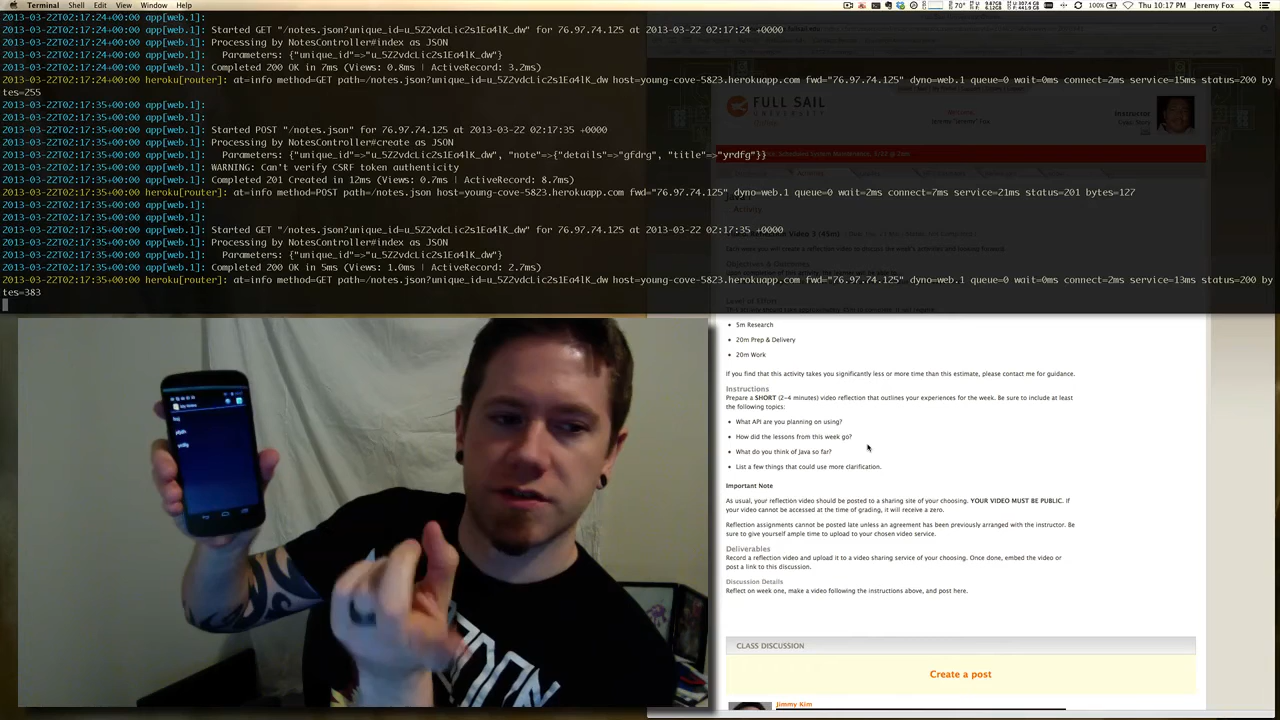 Terminal Shell Edit View Window Help
70° 100% Thu 10:17 PM Jeremy Fox
2013-03-22T02:17:24+00:00 app[web.1]:
2013-03-22T02:17:24+00:00 app[web.1]: Started GET "/notes.json?unique_id=u_5Z2vdcLic2s1Ea4lK_dw" for 76.97.74.125 at 2013-03-22 02:17:24 +0000
2013-03-22T02:17:24+00:00 app[web.1]: Processing by NotesController#index as JSON
2013-03-22T02:17:24+00:00 app[web.1]: Parameters: {"unique_id"=>"u_5Z2vdcLic2s1Ea4lK_dw"}
2013-03-22T02:17:24+00:00 app[web.1]: Completed 200 OK in 7ms (Views: 0.8ms | ActiveRecord: 3.2ms)
2013-03-22T02:17:24+00:00 heroku[router]: at=info method=GET path=/notes.json?unique_id=u_5Z2vdcLic2s1Ea4lK_dw host=young-cove-5823.herokuapp.com fwd="76.97.74.125" dyno=web.1 queue=0 wait=0ms connect=2ms service=15ms status=200 by
tes=255
2013-03-22T02:17:35+00:00 app[web.1]:
2013-03-22T02:17:35+00:00 app[web.1]:
2013-03-22T02:17:35+00:00 app[web.1]: Started POST "/notes.json" for 76.97.74.125 at 2013-03-22 02:17:35 +0000
2013-03-22T02:17:35+00:00 app[web.1]: Processing by NotesController#create as JSON
2013-03-22T02:17:35+00:00 app[web.1]: Parameters: {"unique_id"=>"u_5Z2vdcLic2s1Ea4lK_dw", "note"=>{"details"=>"gfdrg", "title"=>"yrdfg"}}
2013-03-22T02:17:35+00:00 app[web.1]: WARNING: Can't verify CSRF token authenticity
2013-03-22T02:17:35+00:00 app[web.1]: Completed 201 Created in 12ms (Views: 0.7ms | ActiveRecord: 8.7ms)
2013-03-22T02:17:35+00:00 heroku[router]: at=info method=POST path=/notes.json host=young-cove-5823.herokuapp.com fwd="76.97.74.125" dyno=web.1 queue=0 wait=2ms connect=7ms service=21ms status=201 bytes=127
2013-03-22T02:17:35+00:00 app[web.1]:
2013-03-22T02:17:35+00:00 app[web.1]:
2013-03-22T02:17:35+00:00 app[web.1]: Started GET "/notes.json?unique_id=u_5Z2vdcLic2s1Ea4lK_dw" for 76.97.74.125 at 2013-03-22 02:17:35 +0000
2013-03-22T02:17:35+00:00 app[web.1]: Processing by NotesController#index as JSON
2013-03-22T02:17:35+00:00 app[web.1]: Parameters: {"unique_id"=>"u_5Z2vdcLic2s1Ea4lK_dw"}
2013-03-22T02:17:35+00:00 app[web.1]: Completed 200 OK in 5ms (Views: 1.0ms | ActiveRecord: 2.7ms)
2013-03-22T02:17:35+00:00 heroku[router]: at=info method=GET path=/notes.json?unique_id=u_5Z2vdcLic2s1Ea4lK_dw host=young-cove-5823.herokuapp.com fwd="76.97.74.125" dyno=web.1 queue=0 wait=0ms connect=2ms service=13ms status=200 by
tes=383
FULL SAIL
Instructor
Activity
Level of Effort
5m Research
20m Prep & Delivery
20m Work
If you find that this activity takes you significantly less or more time than this estimate, please contact me for guidance.
Instructions
Prepare a SHORT (2-4 minutes) video reflection that outlines your experiences for the week. Be sure to include at least
the following topics:
What API are you planning on using?
How did the lessons from this week go?
What do you think of Java so far?
List a few things that could use more clarification.
Important Note
As usual, your reflection video should be posted to a sharing site of your choosing. YOUR VIDEO MUST BE PUBLIC. If
your video cannot be accessed at the time of grading, it will receive a zero.
Reflection assignments cannot be posted late unless an agreement has been previously arranged with the instructor. Be
sure to give yourself ample time to upload to your chosen video service.
Deliverables
Record a reflection video and upload it to a video sharing service of your choosing. Once done, embed the video or
post a link to this discussion.
Discussion Details
Reflect on week one, make a video following the instructions above, and post here.
CLASS DISCUSSION
Create a post
Jimmy Kim